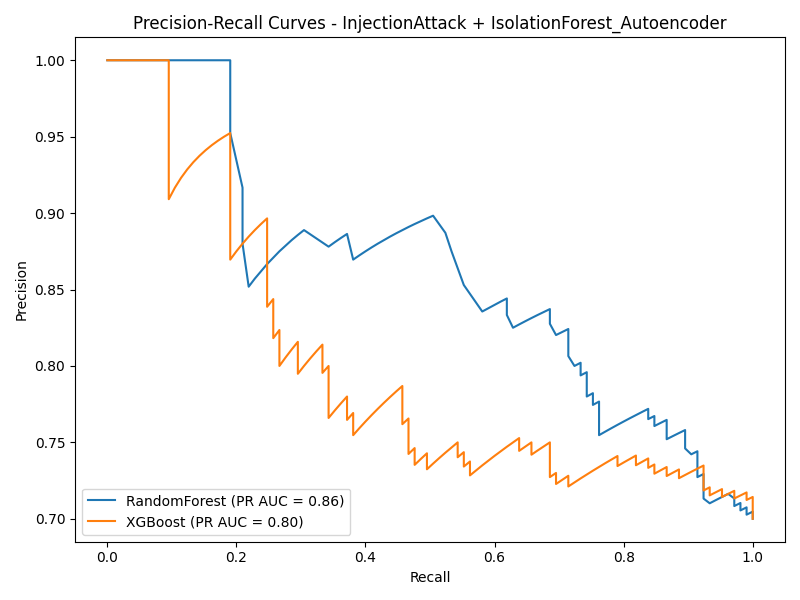 Precision-Recall Curves - InjectionAttack + IsolationForest_Autoencoder
Precision
1.00
0.95
0.90
0.85
0.80
0.75
0.70
RandomForest (PR AUC = 0.86)
XGBoost (PR AUC = 0.80)
0.0 0.2 0.4 0.6 0.8 1.0
Recall